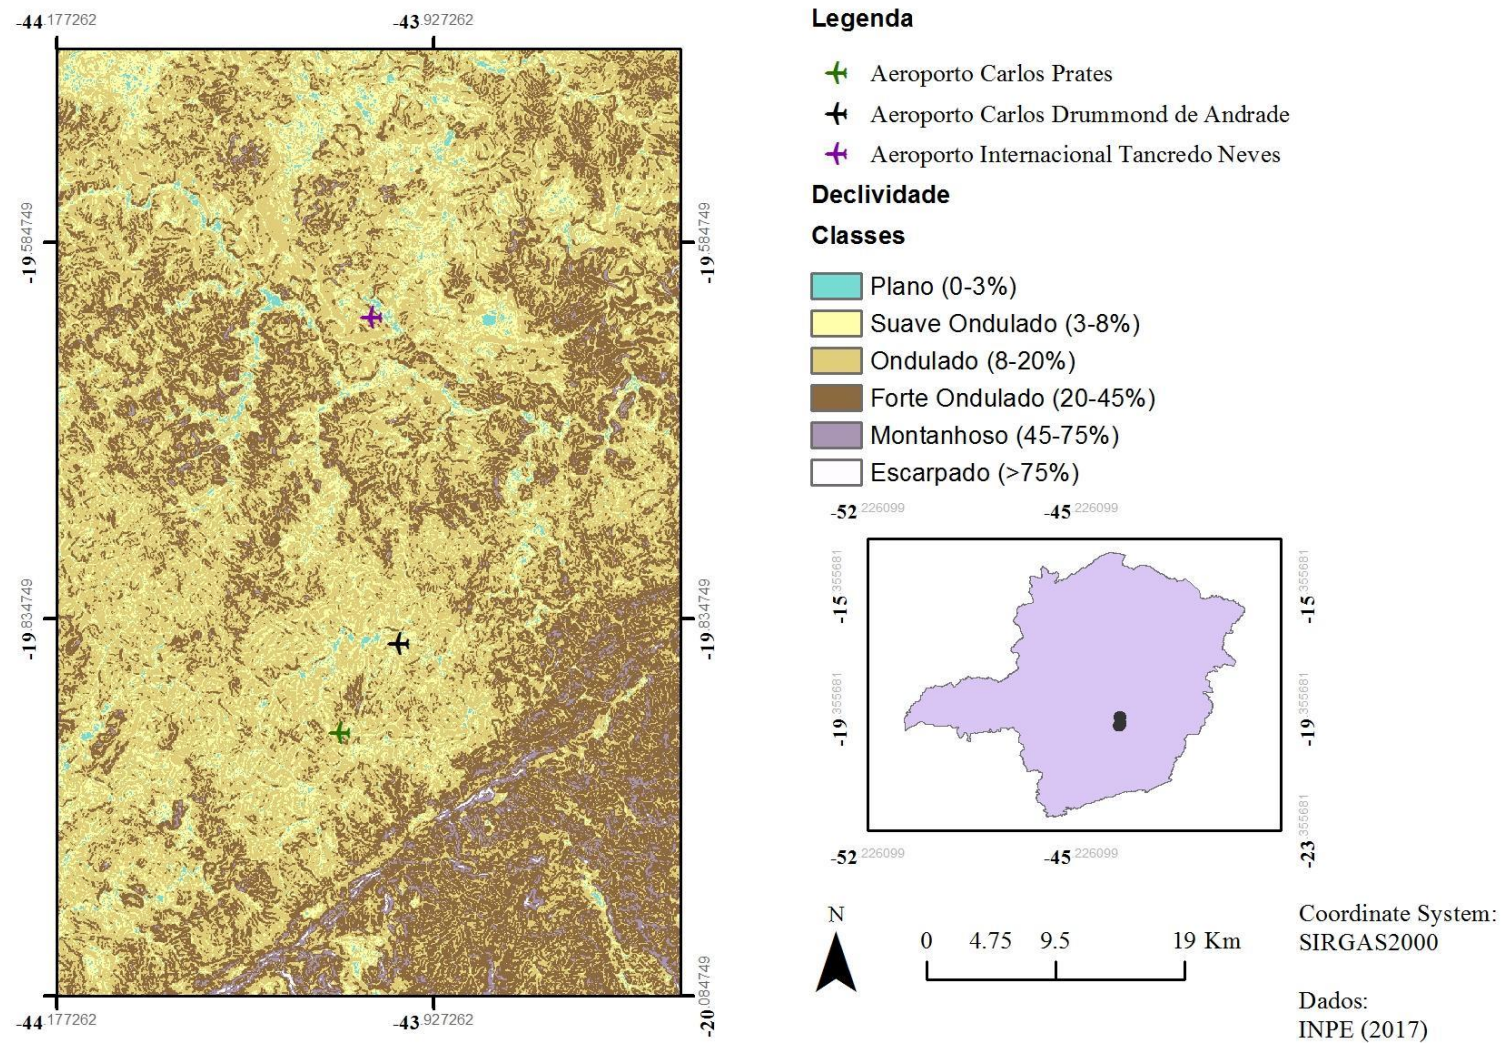 -44.177262
-43.927262
-19.584749
-19.584749
-19.834749
-19.834749
-20.084749
-44.177262
-43.927262
Legenda
Aeroporto Carlos Prates
Aeroporto Carlos Drummond de Andrade
Aeroporto Internacional Tancredo Neves
Declividade
Classes
Plano (0-3%)
Suave Ondulado (3-8%)
Ondulado (8-20%)
Forte Ondulado (20-45%)
Montanhoso (45-75%)
Escarpado (>75%)
-52.226099
-45.226099
-15.355681
-15.355681
-19.355681
-19.355681
-23.355681
-52.226099
-45.226099
N
0 4.75 9.5 19 Km
Coordinate System:
SIRGAS2000
Dados:
INPE (2017)